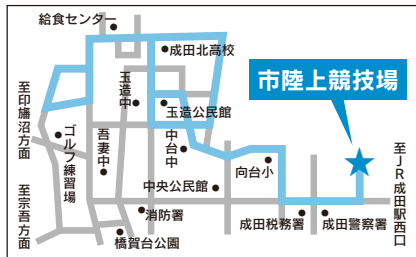 給食センター
成田北高校
市陸上競技場
玉造中
玉造公民館
至印旛沼方面
ゴルフ練習場
吾妻中
中台中
向台小
至JR成田駅西口
中央公民館
至宗吾方面
消防署
成田税務署
成田警察署
橋賀台公園